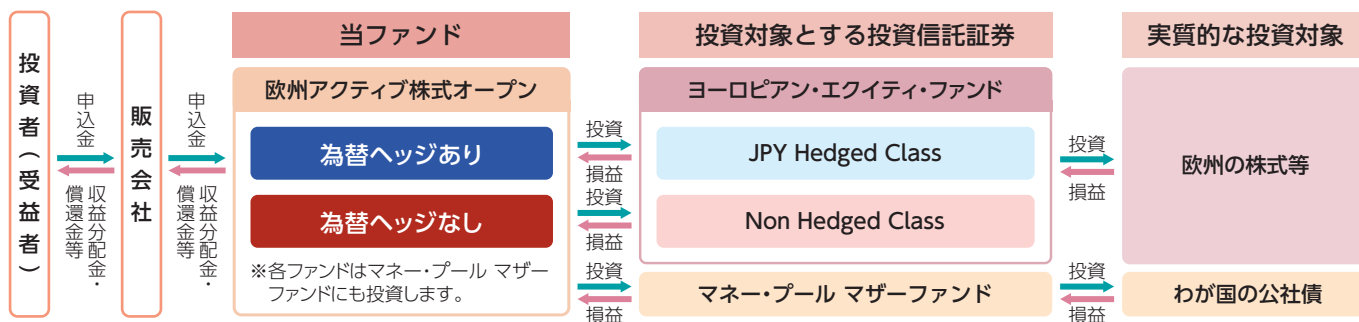 投資者（受益者）
申込金
収益分配金・
償還金等
販売会社
申込金
収益分配金・
償還金等
当ファンド
欧州アクティブ株式オープン
為替ヘッジあり
為替ヘッジなし
※各ファンドはマネー・プール マザー
ファンドにも投資します。
投資
損益
投資
損益
投資
損益
投資対象とする投資信託証券
ヨーロピアン・エクイティ・ファンド
JPY Hedged Class
Non Hedged Class
マネー・プール マザーファンド
投資
損益
投資
損益
実質的な投資対象
欧州の株式等
わが国の公社債